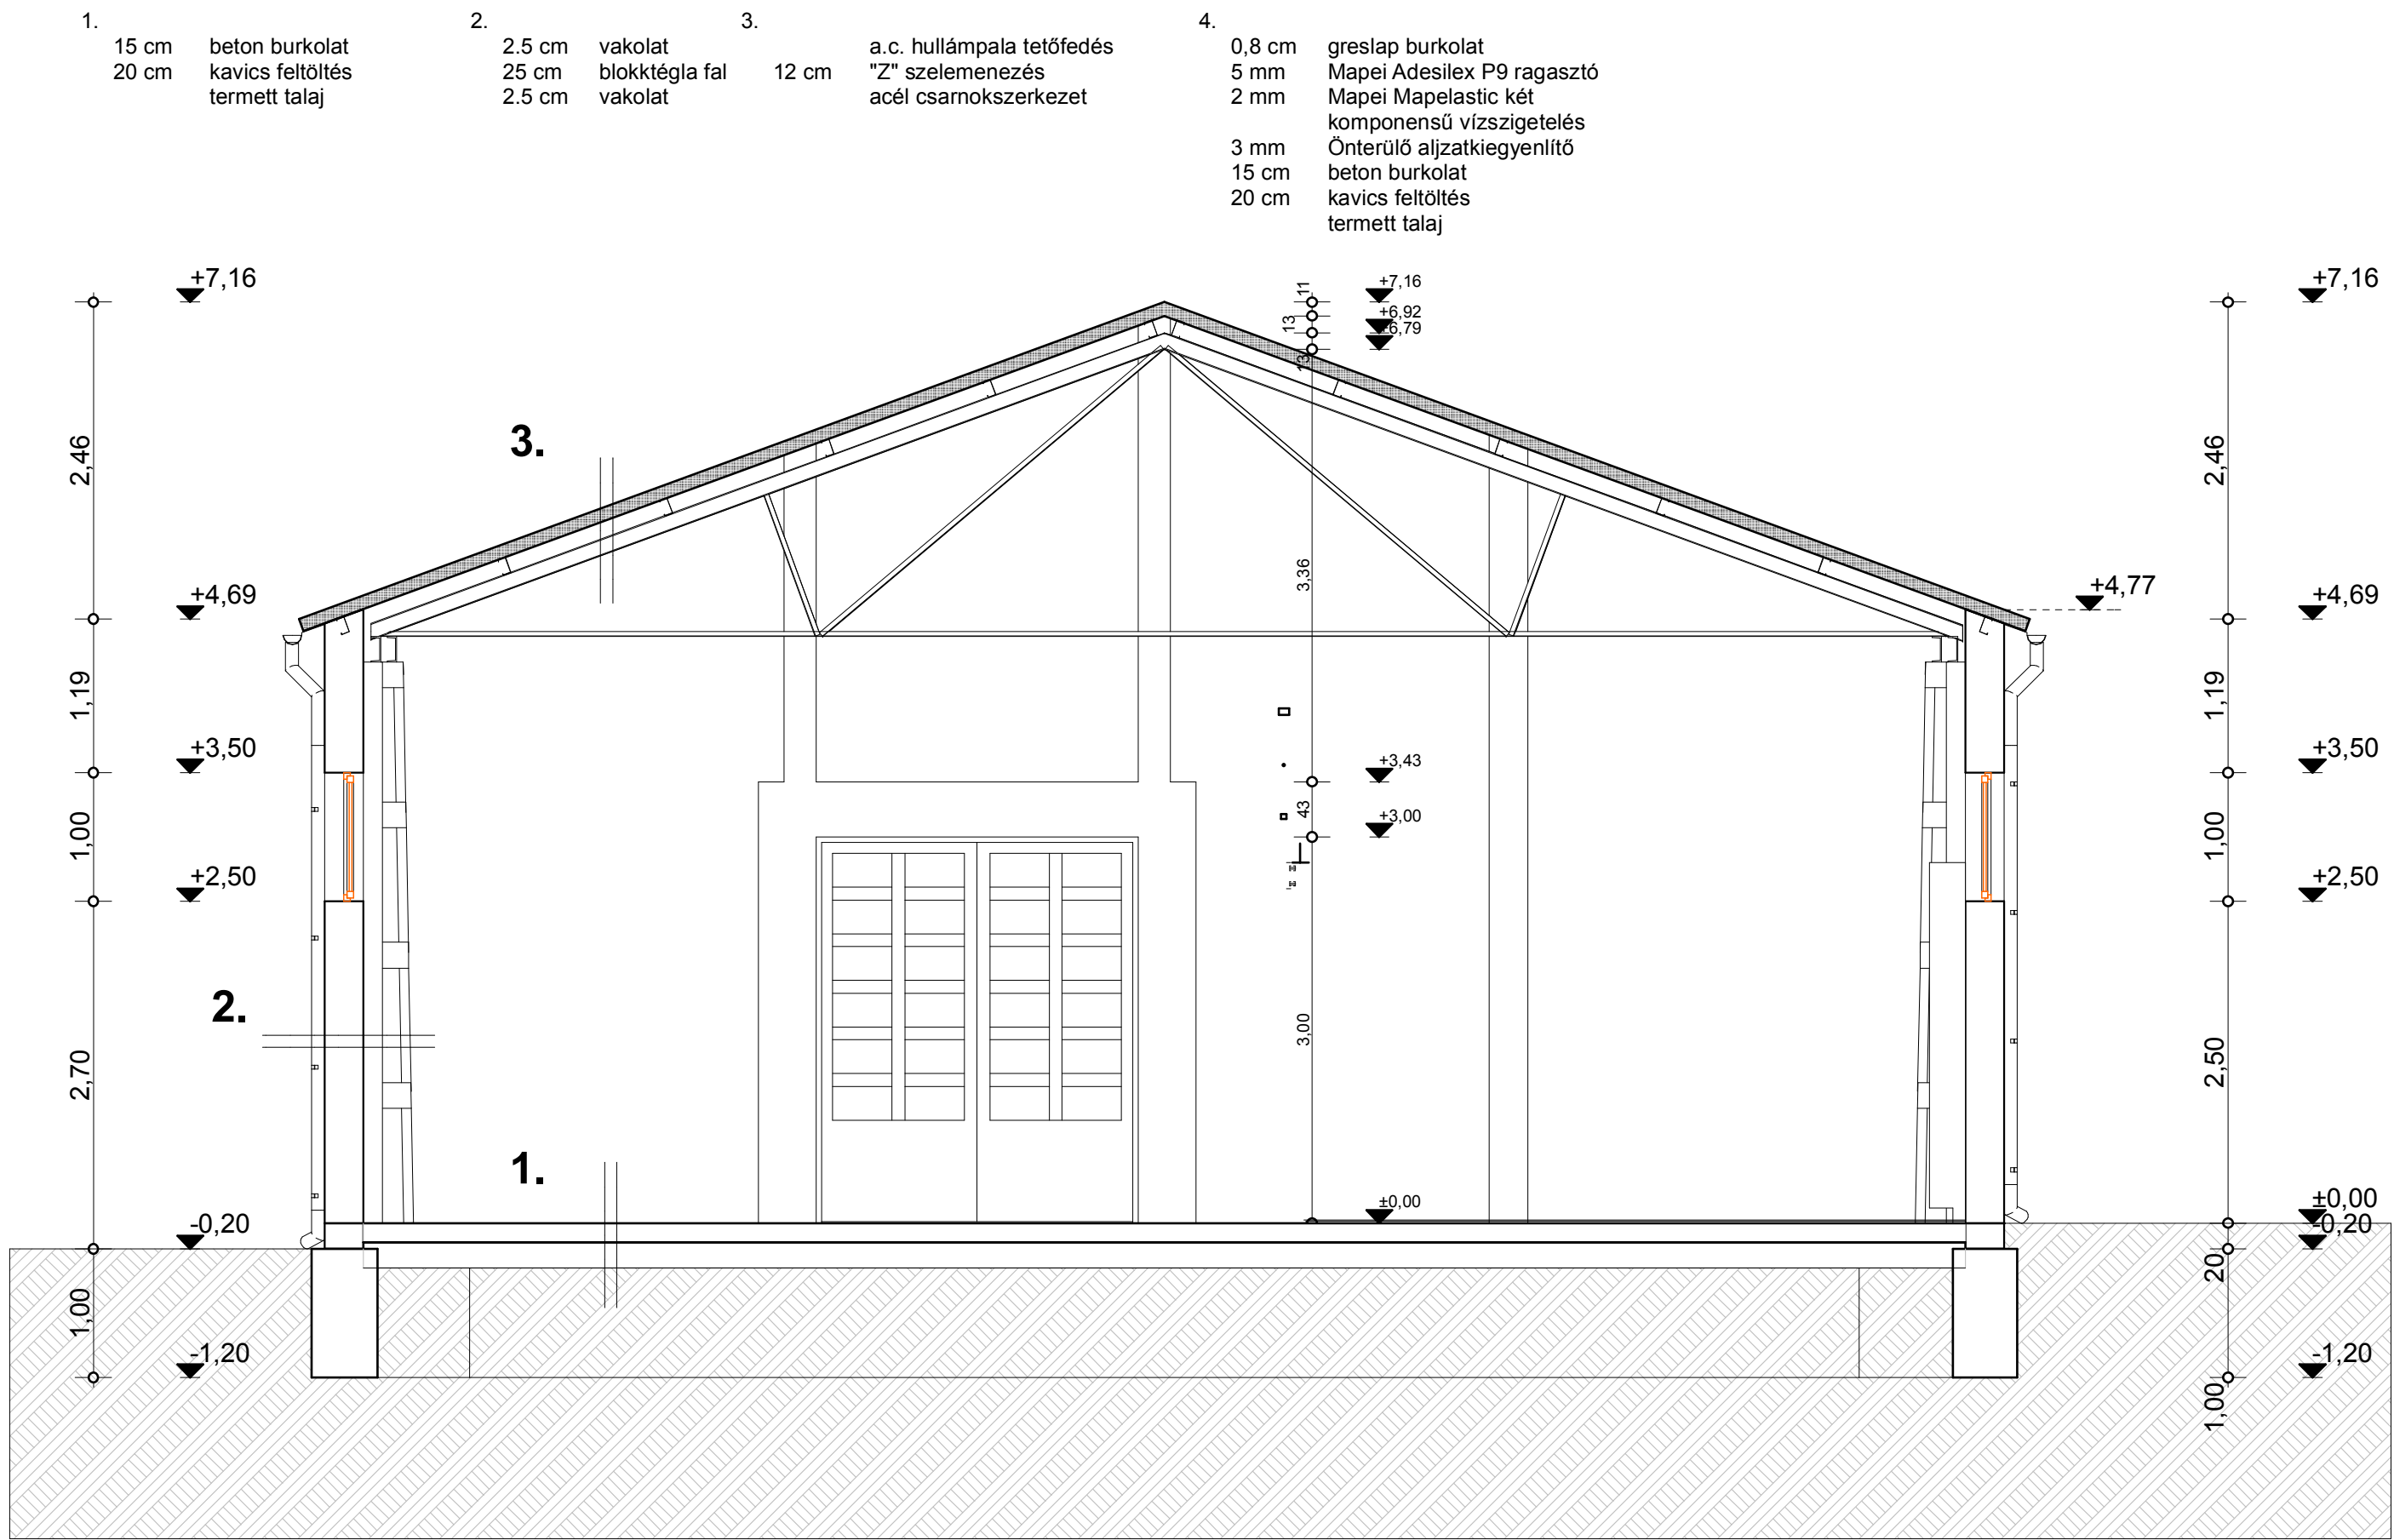 1.
15 cm beton burkolat
20 cm kavics feltöltés
termett talaj
2.
2.5 cm vakolat
25 cm blokktégla fal
2.5 cm vakolat
3.
a.c. hullámpala tetőfedés
12 cm "Z" szelemenezés
acél csarnokszerkezet
4.
0,8 cm greslap burkolat
5 mm Mapei Adesilex P9 ragasztó
2 mm Mapei Mapelastic két
komponensű vízszigetelés
3 mm Önterülő aljzatkiegyenlítő
15 cm beton burkolat
20 cm kavics feltöltés
termett talaj
2,46
1,19
1,00
2,70
1,00
+7,16
+4,69
+3,50
+2,50
-0,20
-1,20
3.
2.
1.
11
13
13
3,36
43
3,00
+7,16
+6,92
+6,79
+3,43
+3,00
±0,00
+4,77
2,46
1,19
1,00
2,50
20
1,00
+7,16
+4,69
+3,50
+2,50
±0,00
-0,20
-1,20